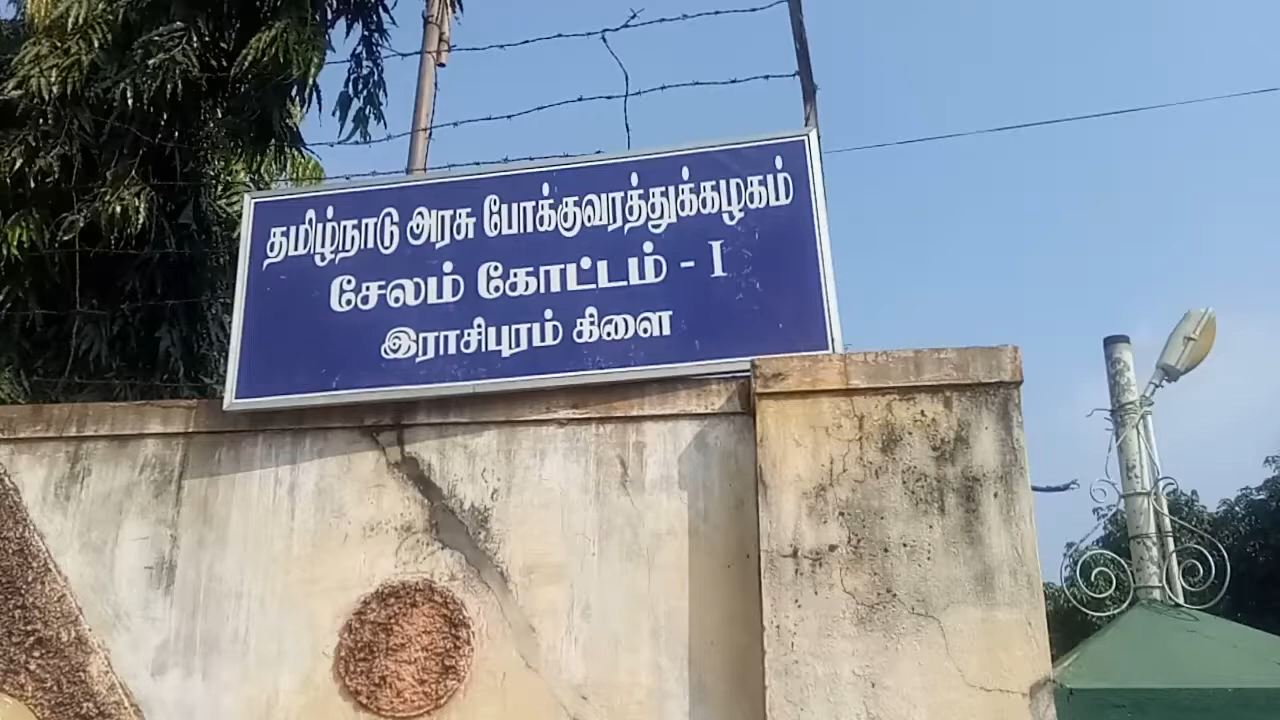 தமிழ்நாடு அரசு போக்குவரத்துக்கழகம்
சேலம் கோட்டம் - I
இராசிபுரம் கிளை